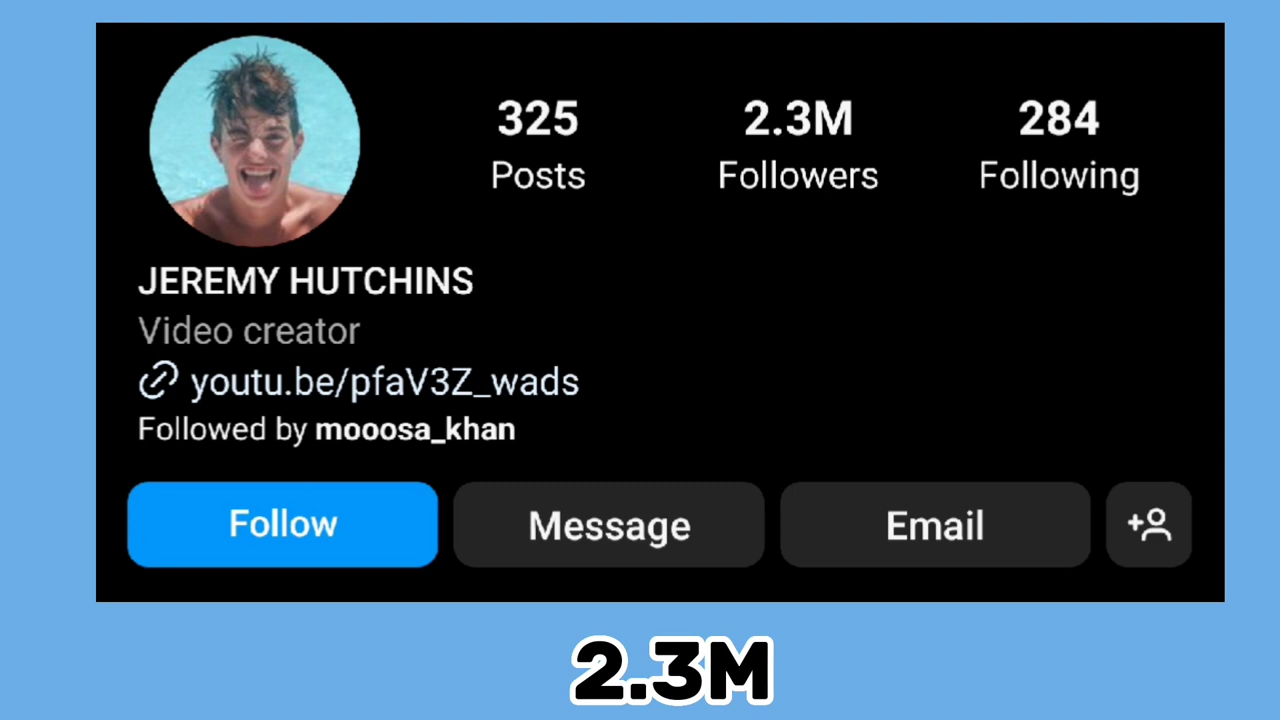 325 2.3M 284
Posts Followers Following
JEREMY HUTCHINS
Video creator
youtu.be/pfaV3Z_wads
Followed by mooosa_khan
Follow Message Email
2.3M